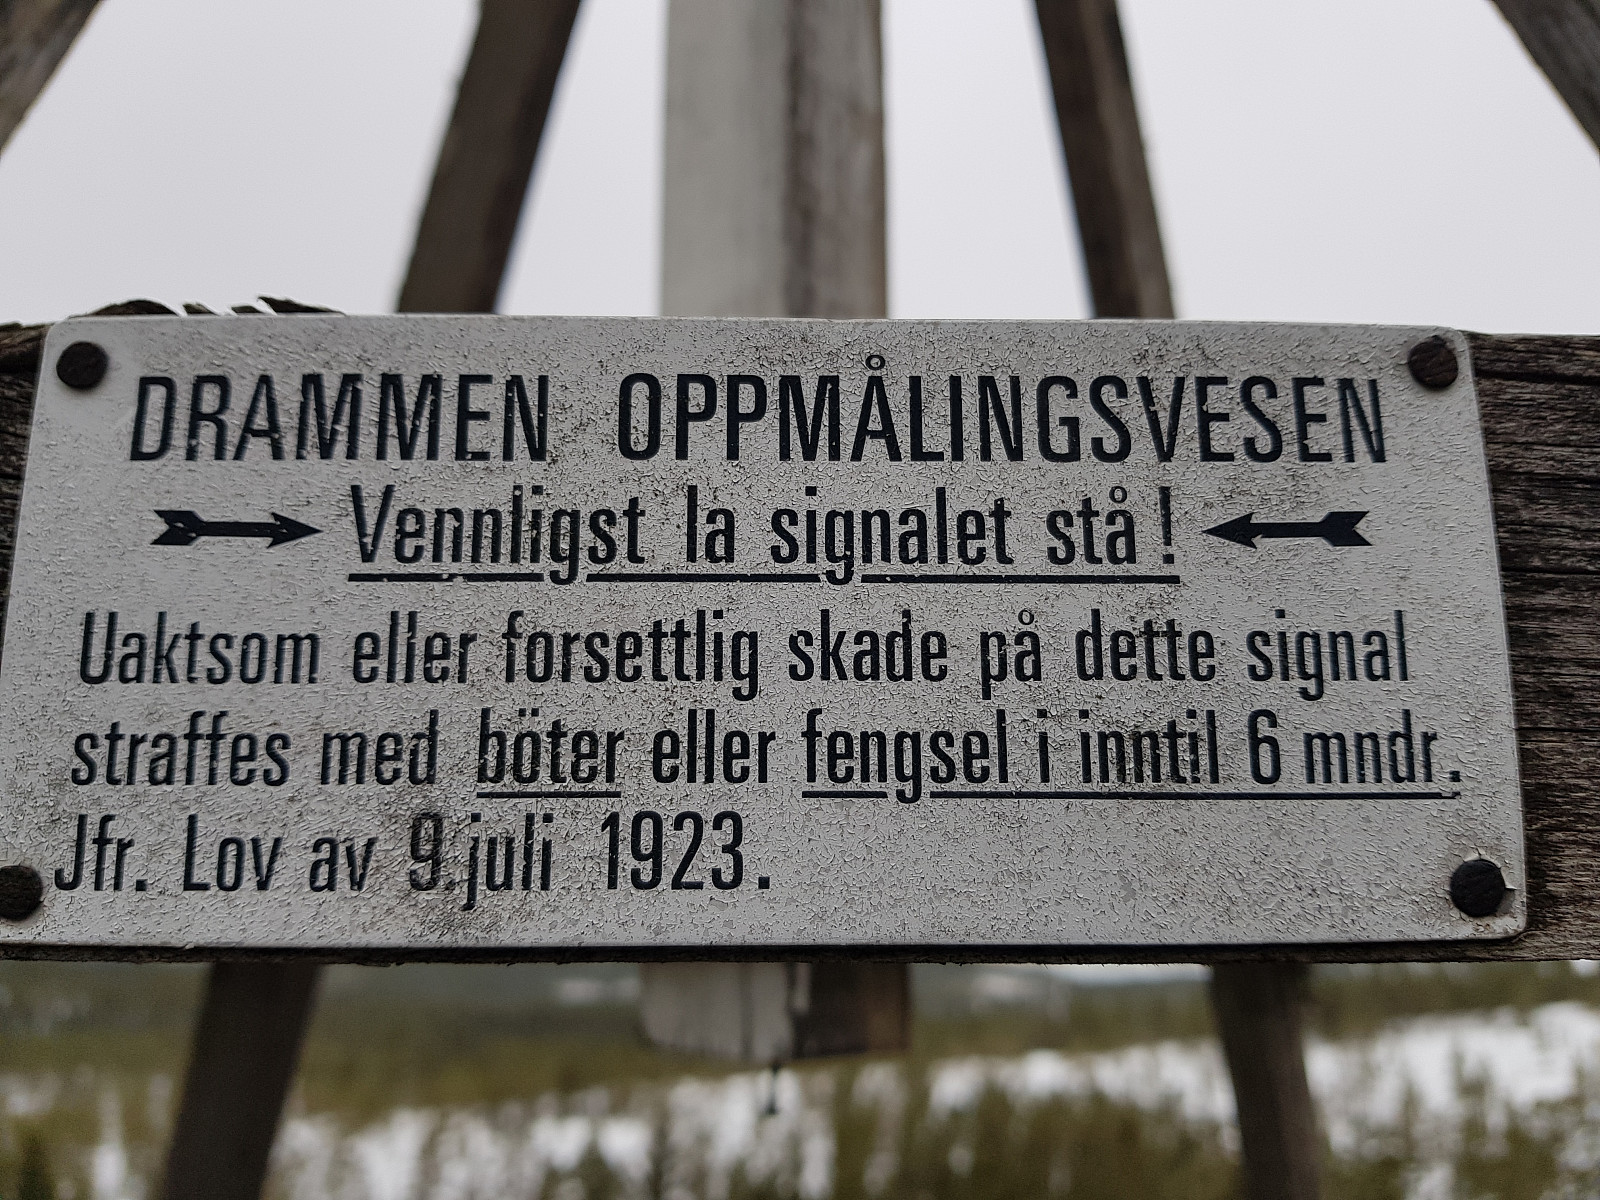 DRAMMEN OPPMÅLINGSVESEN
Vennligst la signalet stå!
Uaktsom eller forsettlig skade på dette signal
straffes med böter eller fengsel i inntil 6 mndr.
Jfr. Lov av 9. juli 1923.